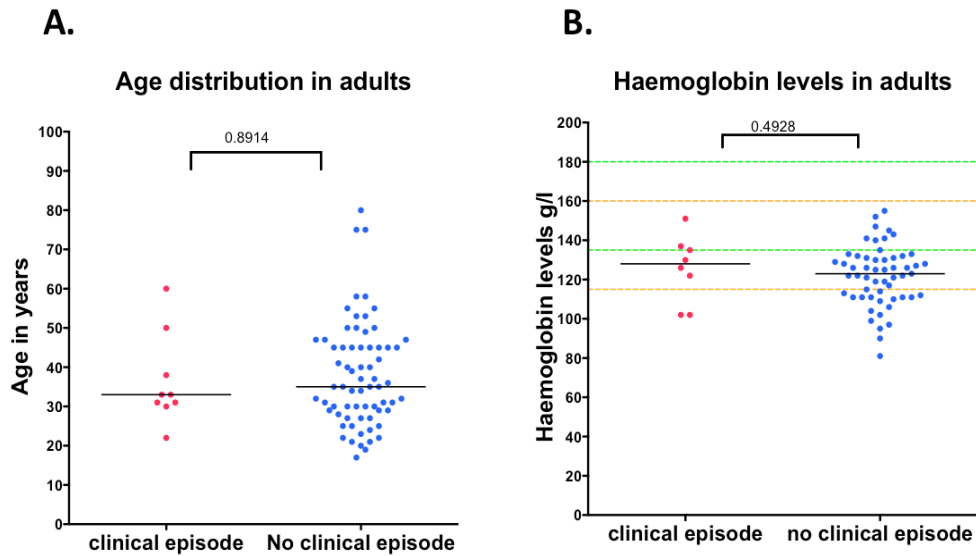 A.
Age distribution in adults
0.8914
100
90
80
70
60
50
40
30
20
10
0
Age in years
clinical episode
No clinical episode
B.
Haemoglobin levels in adults
0.4928
200
180
160
140
120
100
80
60
40
20
0
Haemoglobin levels g/l
clinical episode
no clinical episode